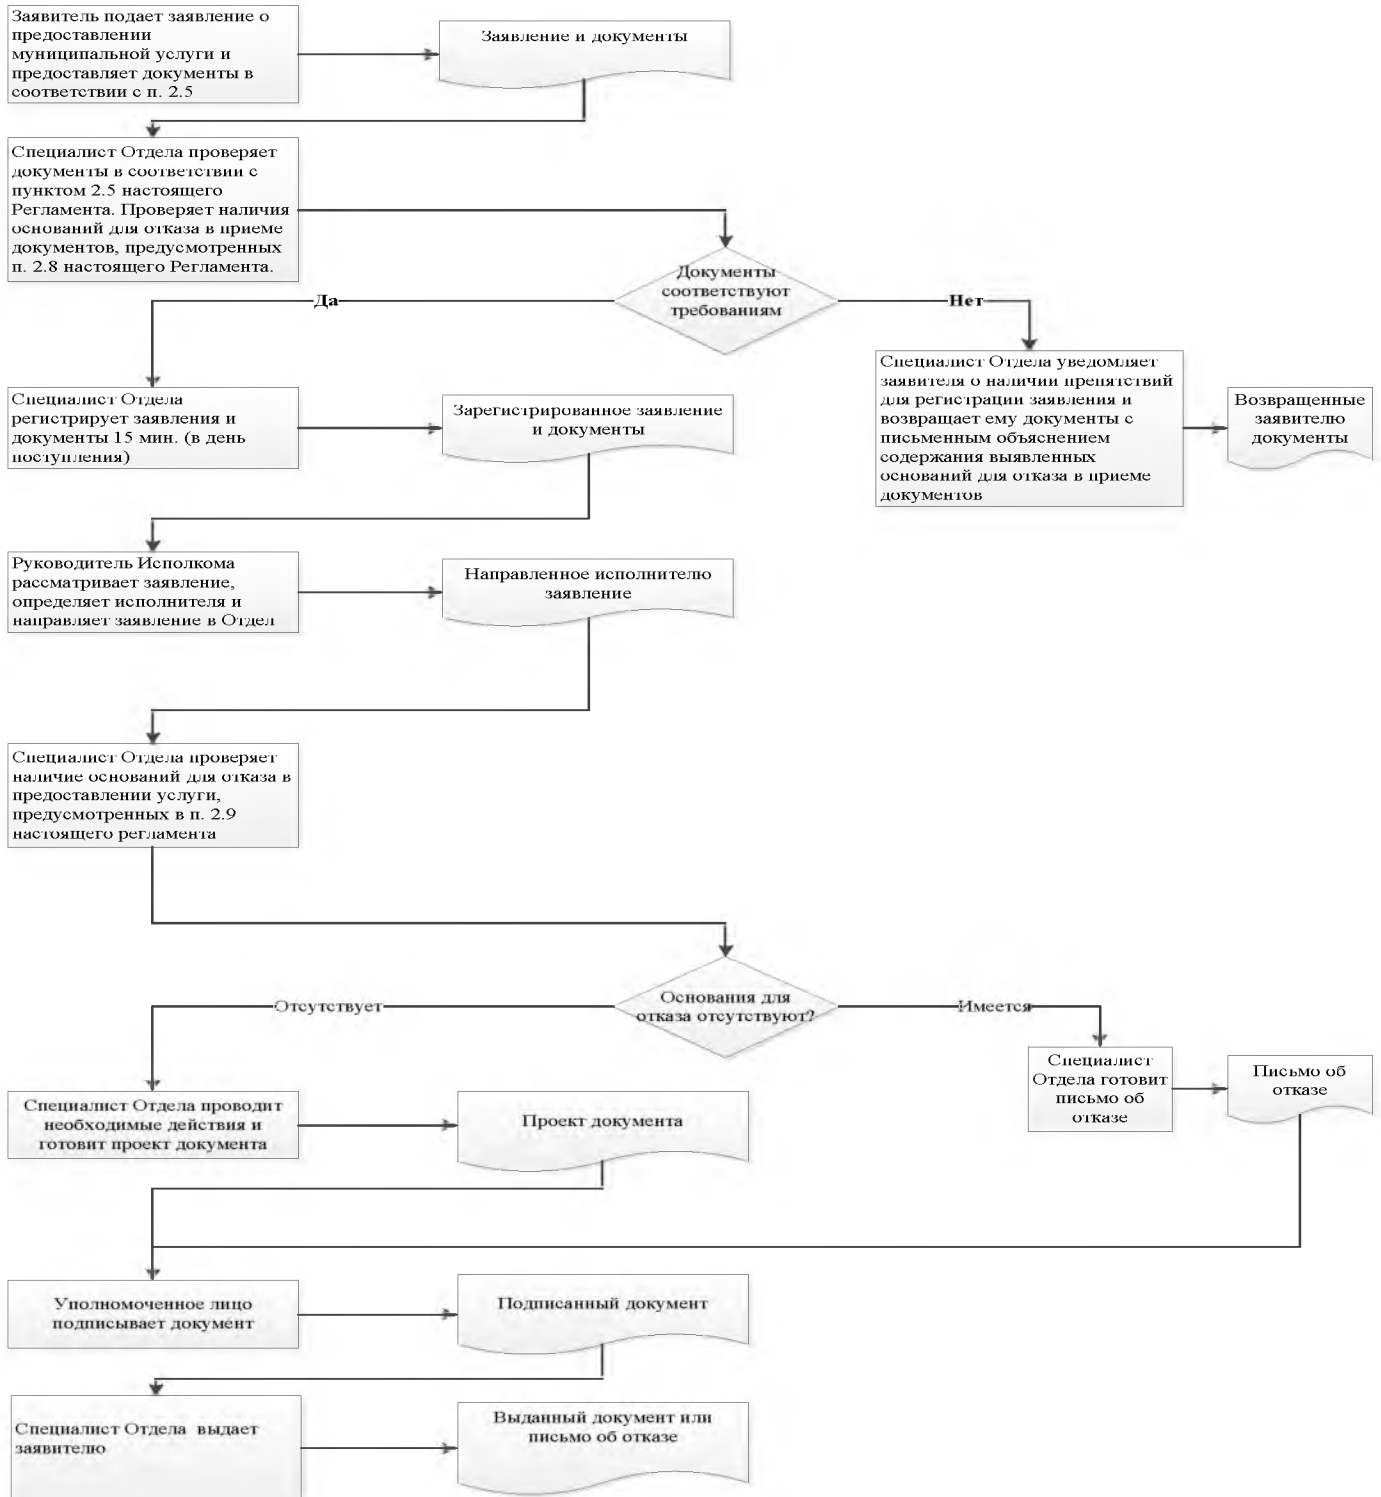 Заявитель подает заявление о
предоставлении
муниципальной услуги и
предоставляет документы в
соответствии с п. 2.5
Заявление и документы
Специалист Отдела проверяет
документы в соответствии с
пунктом 2.5 настоящего
Регламента. Проверяет наличия
оснований для отказа в приеме
документов, предусмотренных
п. 2.8 настоящего Регламента.
Документы
соответствуют
требованиям
Да
Нет
Специалист Отдела
регистрирует заявления и
документы 15 мин. (в день
поступления)
Зарегистрированное заявление
и документы
Специалист Отдела уведомляет
заявителя о наличии препятствий
для регистрации заявления и
возвращает ему документы с
письменным объяснением
содержания выявленных
оснований для отказа в приеме
документов
Возвращенные
заявителю
документы
Руководитель Исполкома
рассматривает заявление,
определяет исполнителя и
направляет заявление в Отдел
Направленное исполнителю
заявление
Специалист Отдела проверяет
наличие оснований для отказа в
предоставлении услуги,
предусмотренных в п. 2.9
настоящего регламента
Основания для
отказа отсутствуют?
Отсутствует
Имеется
Специалист
Отдела готовит
письмо об
отказе
Письмо об
отказе
Специалист Отдела проводит
необходимые действия и
готовит проект документа
Проект документа
Уполномоченное лицо
подписывает документ
Подписанный документ
Специалист Отдела выдает
заявителю
Выданный документ или
письмо об отказе